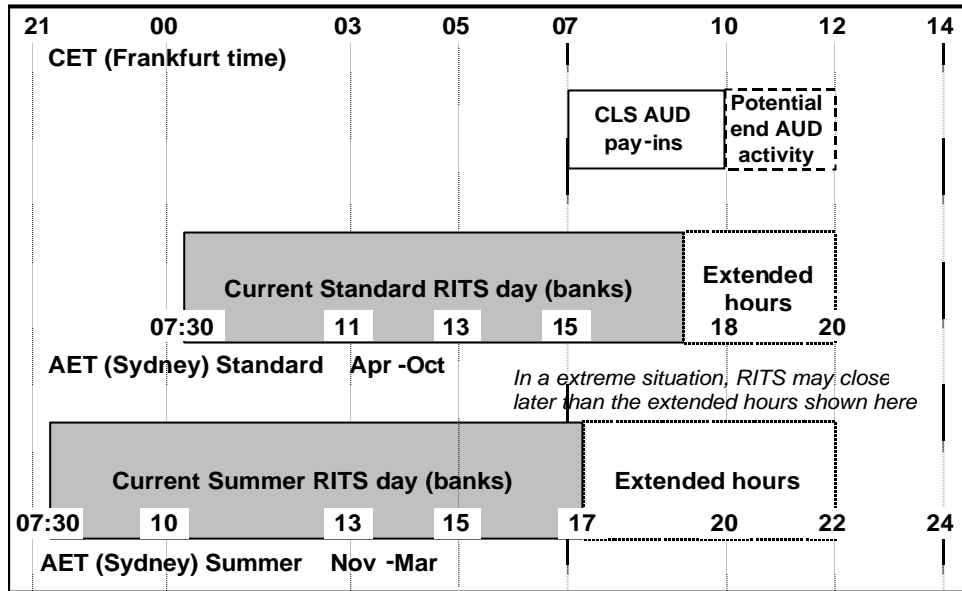 21 00 03 05 07 10 12 14
CET (Frankfurt time)
CLS AUD
pay-ins
Potential
end AUD
activity
Current Standard RITS day (banks)
Extended
hours
07:30 11 13 15 18 20
AET (Sydney) Standard Apr -Oct
In a extreme situation, RITS may close
later than the extended hours shown here
Current Summer RITS day (banks)
Extended hours
07:30 10 13 15 17 20 22 24
AET (Sydney) Summer Nov -Mar